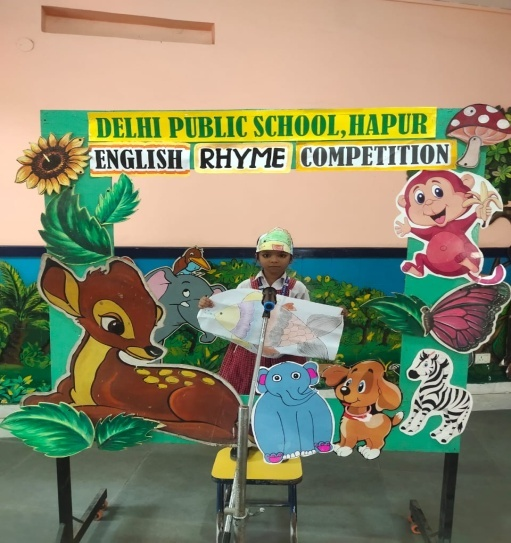 DELHI PUBLIC SCHOOL, HAPUR
ENGLISH RHYME COMPETITION